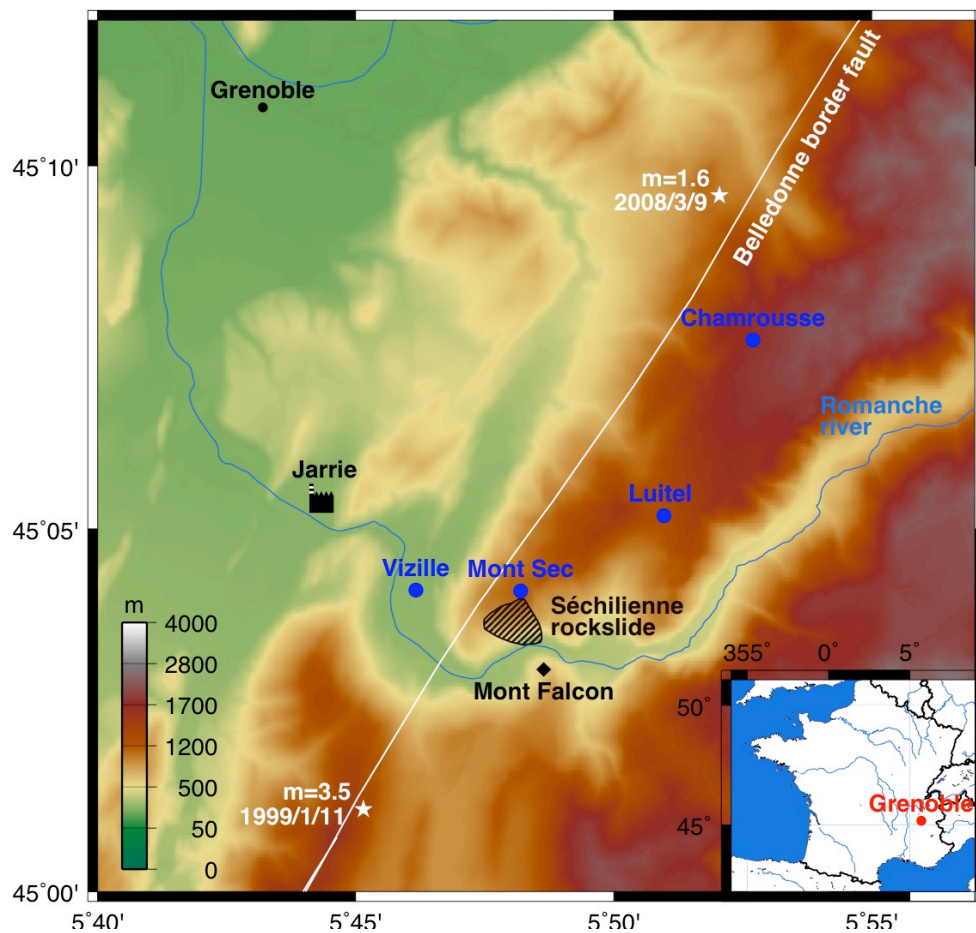 Grenoble
45°10'
m=1.6
2008/3/9
Belledonne border fault
Chamrousse
Romanche
river
Jarrie
Luitel
45°05'
Vizille
Mont Sec
Séchilienne
rockslide
m
4000
2800
1700
1200
500
50
0
Mont Falcon
355°
0°
5°
50°
45°
Grenoble
m=3.5
1999/1/11
45°00'
5°40'
5°45'
5°50'
5°55'